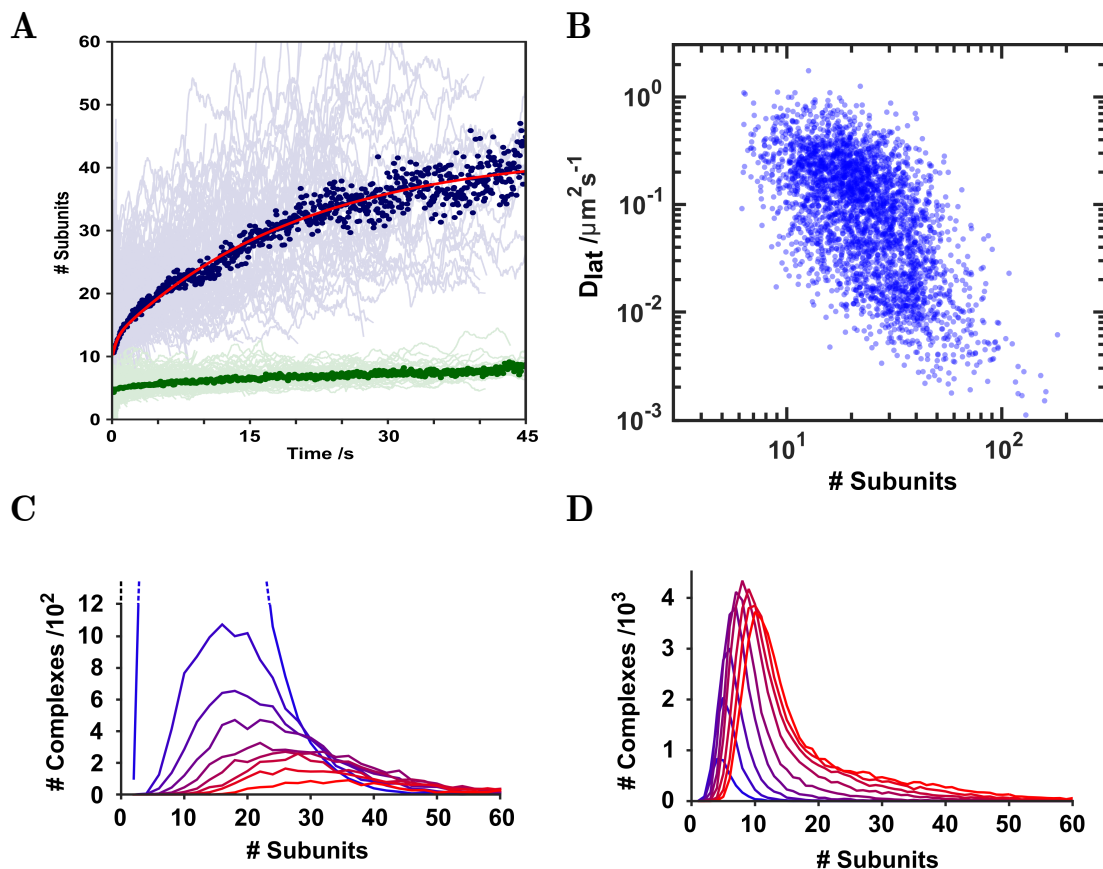 A
60
50
40
30
20
10
0
# Subunits
0 15 30 45
Time /s
B
10^0
10^-1
10^-2
10^-3
D_lat /μm^2s^-1
10^1 10^2
# Subunits
C
12
10
8
6
4
2
0
# Complexes /10^2
0 10 20 30 40 50 60
# Subunits
D
4
3
2
1
0
# Complexes /10^3
0 10 20 30 40 50 60
# Subunits